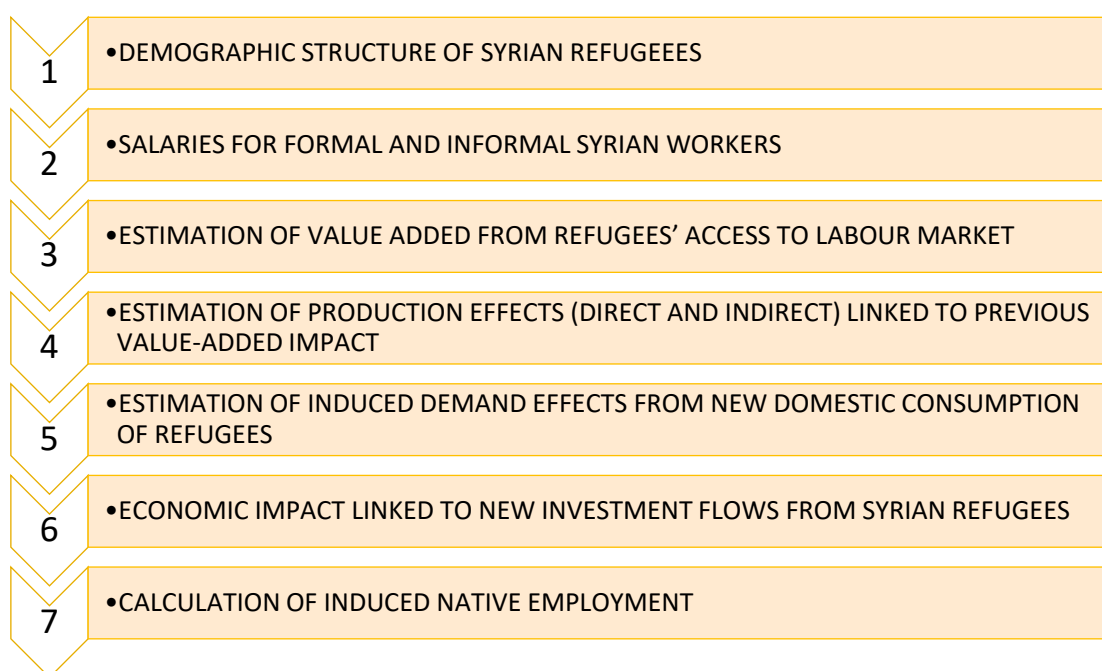 1
•DEMOGRAPHIC STRUCTURE OF SYRIAN REFUGEEES
2
•SALARIES FOR FORMAL AND INFORMAL SYRIAN WORKERS
3
•ESTIMATION OF VALUE ADDED FROM REFUGEES’ ACCESS TO LABOUR MARKET
4
•ESTIMATION OF PRODUCTION EFFECTS (DIRECT AND INDIRECT) LINKED TO PREVIOUS
VALUE-ADDED IMPACT
5
•ESTIMATION OF INDUCED DEMAND EFFECTS FROM NEW DOMESTIC CONSUMPTION
OF REFUGEES
6
•ECONOMIC IMPACT LINKED TO NEW INVESTMENT FLOWS FROM SYRIAN REFUGEES
7
•CALCULATION OF INDUCED NATIVE EMPLOYMENT